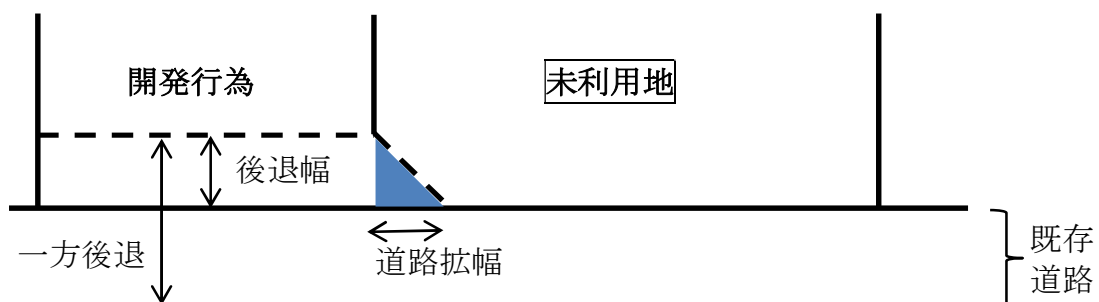 開発行為
未利用地
後退幅
一方後退
道路拡幅
既存
道路